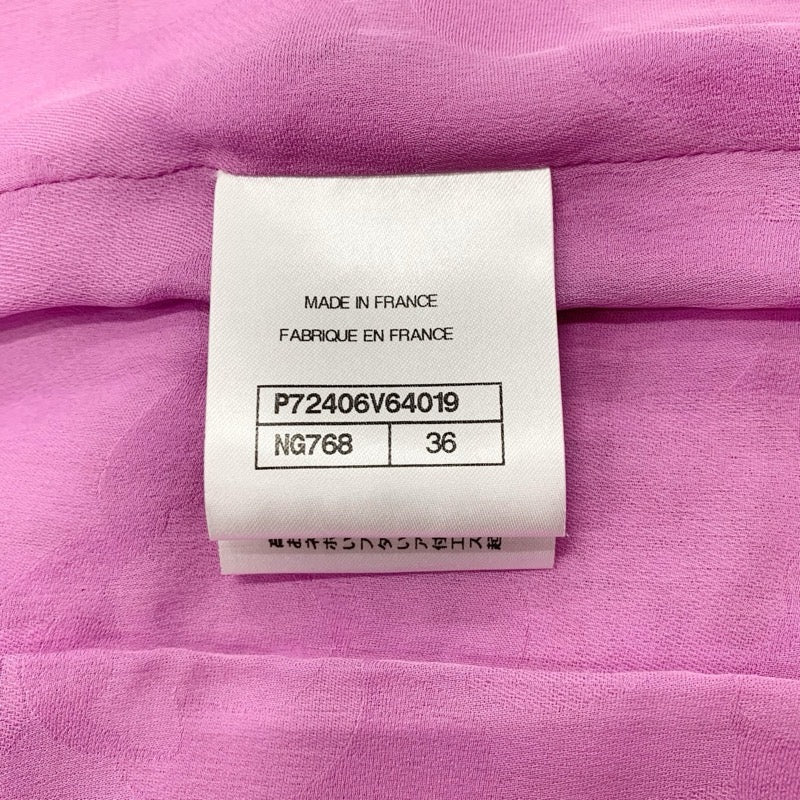 MADE IN FRANCE
FABRIQUE EN FRANCE
P72406V64019
NG768 36